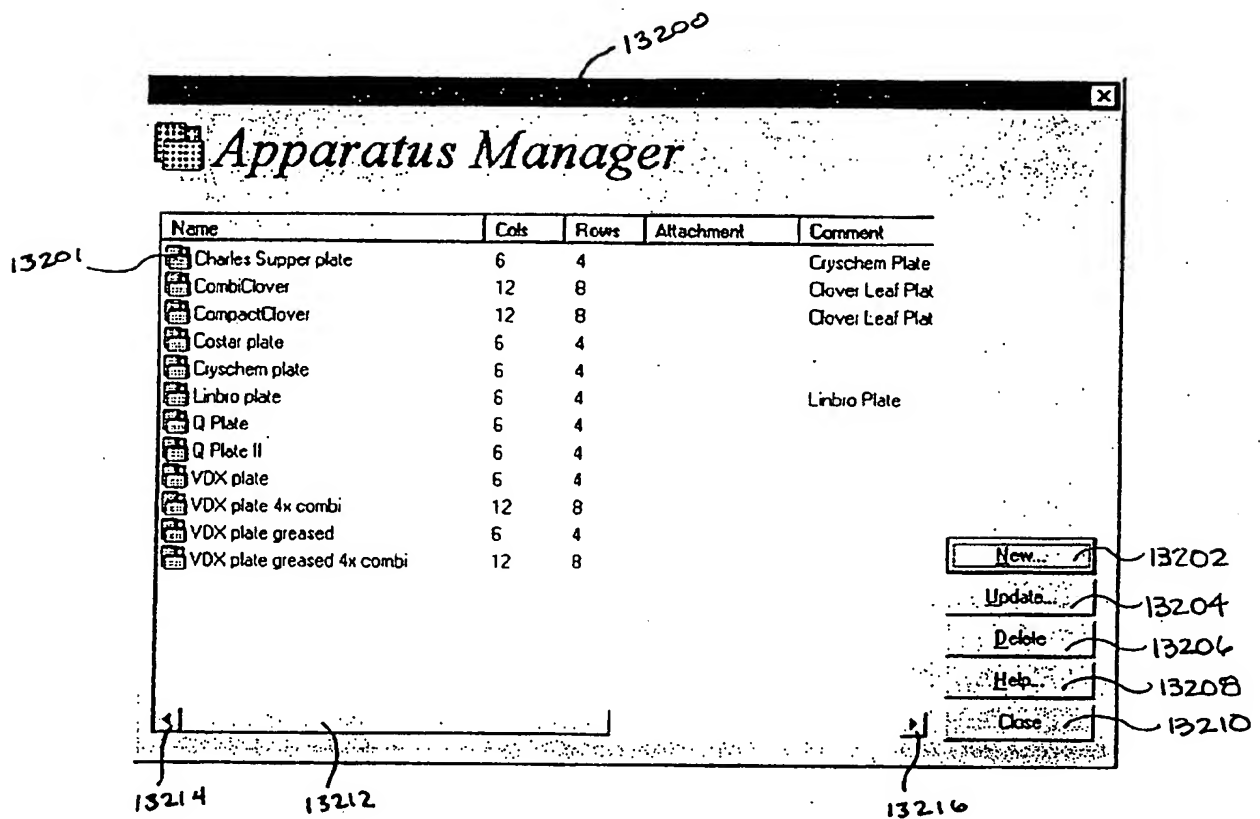 13200
Apparatus Manager
Name Cols Rows Attachment Comment
13201 Charles Supper plate 6 4 Cryschem Plate
CombiClover 12 8 Clover Leaf Plat
CompactClover 12 8 Clover Leaf Plat
Costar plate 6 4
Cryschem plate 6 4
Linbro plate 6 4 Linbro Plate
Q Plate 6 4
Q Plate II 6 4
VDX plate 6 4
VDX plate 4x combi 12 8
VDX plate greased 6 4
VDX plate greased 4x combi 12 8
New... 13202
Update... 13204
Delete 13206
Help... 13208
Close 13210
13214 13212 13216